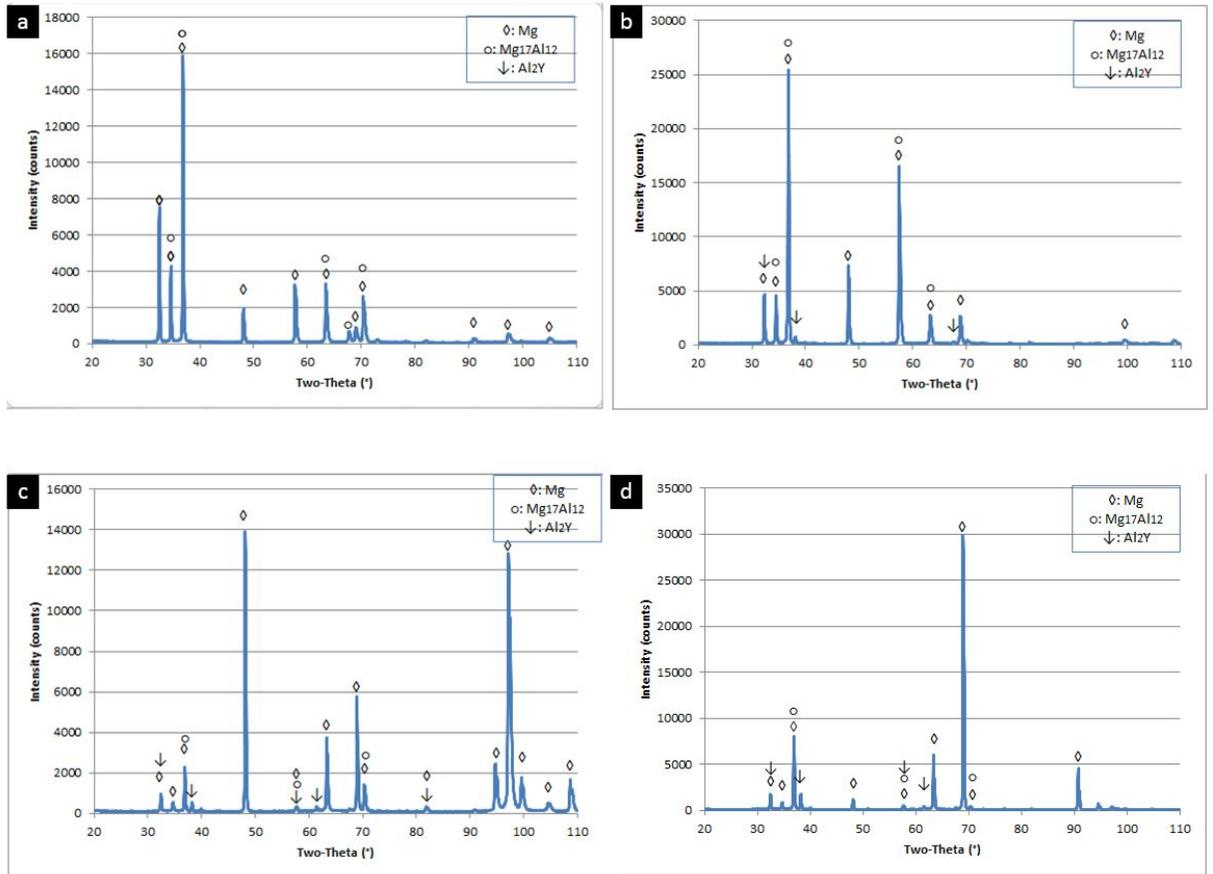 a
18000
16000
14000
12000
10000
8000
6000
4000
2000
0
Intensity (counts)
20 30 40 50 60 70 80 90 100 110
Two-Theta (°)
◊: Mg
o: Mg17Al12
↓: Al2Y
b
30000
25000
20000
15000
10000
5000
0
Intensity (counts)
20 30 40 50 60 70 80 90 100 110
Two-Theta (°)
◊: Mg
o: Mg17Al12
↓: Al2Y
c
16000
14000
12000
10000
8000
6000
4000
2000
0
Intensity (counts)
20 30 40 50 60 70 80 90 100 110
Two-Theta (°)
◊: Mg
o: Mg17Al12
↓: Al2Y
d
35000
30000
25000
20000
15000
10000
5000
0
Intensity (counts)
20 30 40 50 60 70 80 90 100 110
Two-Theta (°)
◊: Mg
o: Mg17Al12
↓: Al2Y